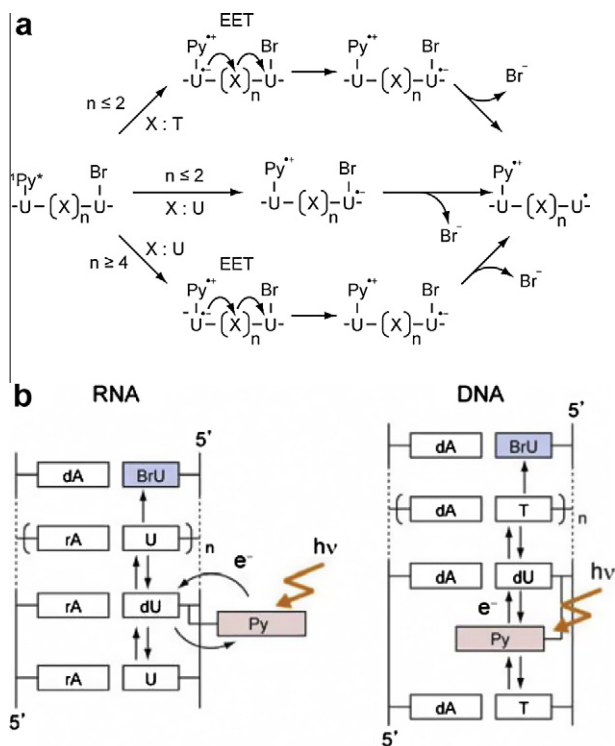 a
EET
Py•+ Br Py•+ Br
-U•−-(X)n-U- -U-(X)n-U•−- Br−
n ≤ 2
X : T
¹Py* Br n ≤ 2 Py•+ Br Py•+
-U-(X)n-U- X : U -U-(X)n-U•−- Br− -U-(X)n-U•-
X : U
n ≥ 4 EET
Py•+ Br Py•+ Br Br−
-U•−-(X)n-U- -U-(X)n-U•−-
b
RNA DNA
5' 5'
dA BrU dA BrU
rA U n dA T n
e− hν hν
rA dU dA dU
Py e−
Py
rA U dA T
5' 5'